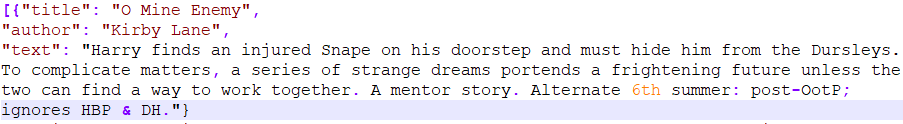 [{"title": "O Mine Enemy",
"author": "Kirby Lane",
"text": "Harry finds an injured Snape on his doorstep and must hide him from the Dursleys.
To complicate matters, a series of strange dreams portends a frightening future unless the
two can find a way to work together. A mentor story. Alternate 6th summer: post-OotP;
ignores HBP & DH."}